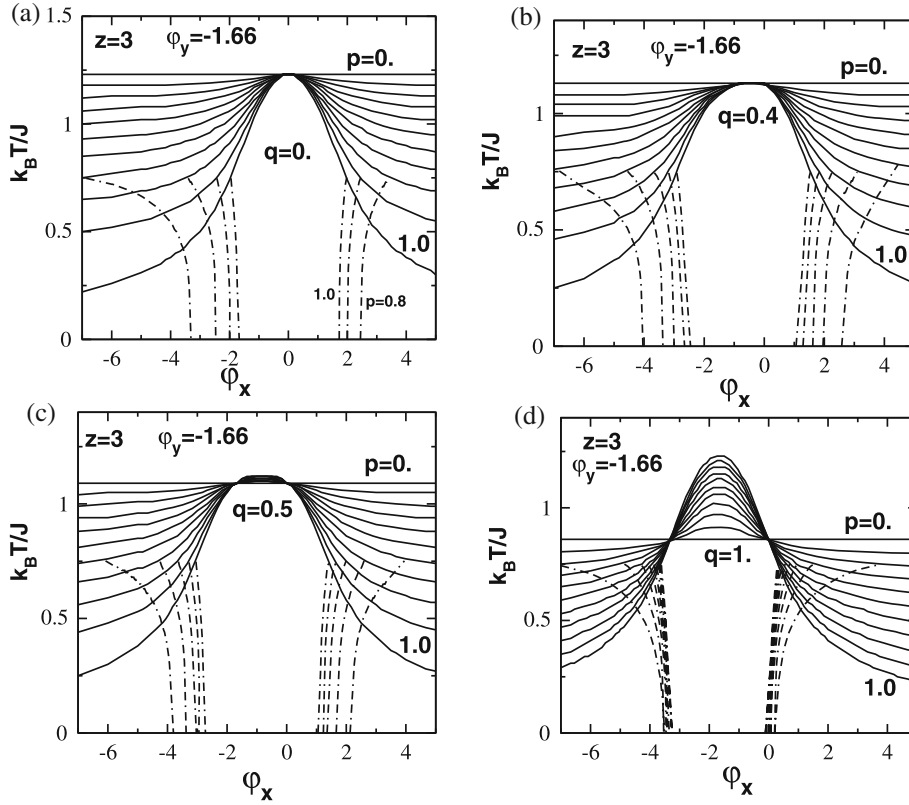 (a)
1.5
z=3 φy=-1.66
p=0.
1
kBT/J
q=0.
0.5
1.0
1.0
p=0.8
0
-6 -4 -2 0 2 4
φx
(b)
z=3 φy=-1.66
p=0.
1
q=0.4
kBT/J
0.5
1.0
0
-6 -4 -2 0 2 4
φx
(c)
z=3 φy=-1.66
p=0.
1
q=0.5
kBT/J
0.5
1.0
0
-6 -4 -2 0 2 4
φx
(d)
z=3
φy=-1.66
p=0.
1
q=1.
kBT/J
0.5
1.0
0
-6 -4 -2 0 2 4
φx